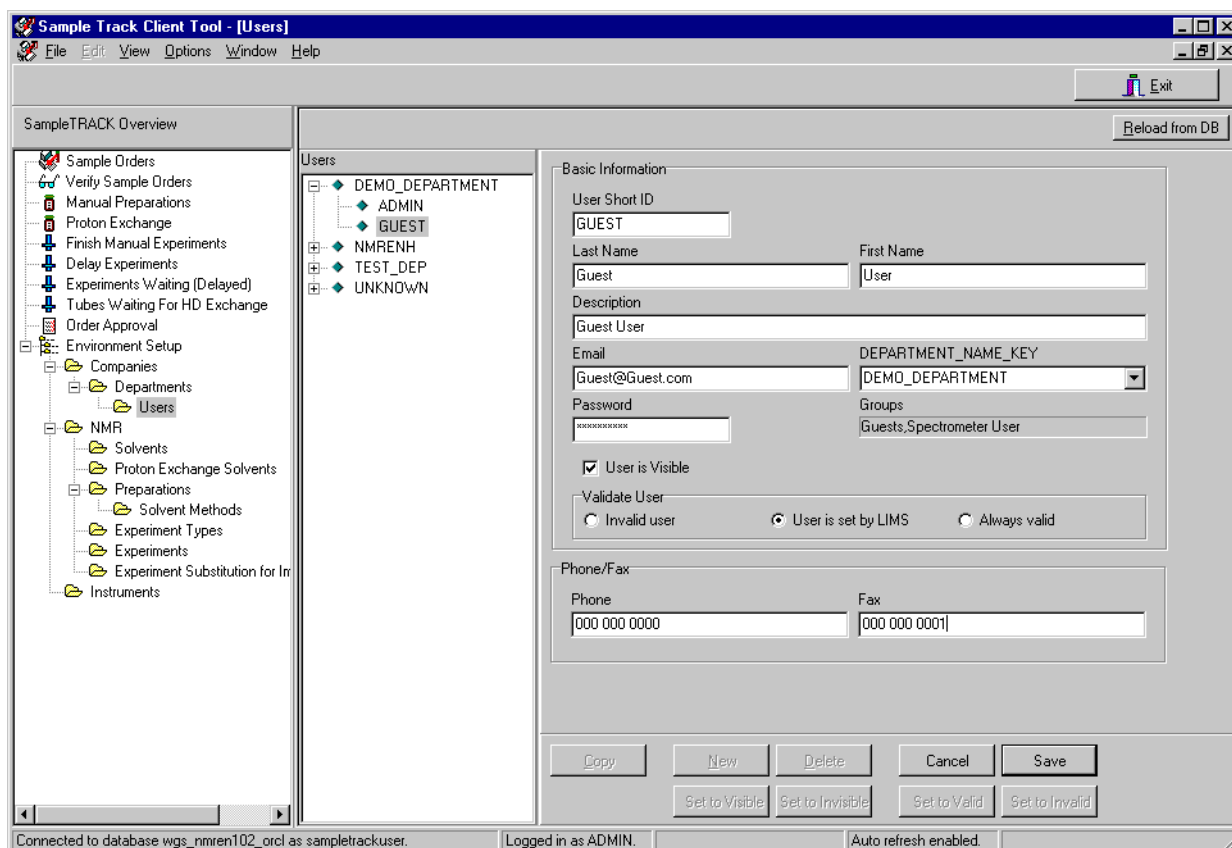 Sample Track Client Tool - [Users]
File Edit View Options Window Help
Exit
SampleTRACK Overview
Reload from DB
Sample Orders
Verify Sample Orders
Manual Preparations
Proton Exchange
Finish Manual Experiments
Delay Experiments
Experiments Waiting (Delayed)
Tubes Waiting For HD Exchange
Order Approval
Environment Setup
Companies
Departments
Users
NMR
Solvents
Proton Exchange Solvents
Preparations
Solvent Methods
Experiment Types
Experiments
Experiment Substitution for
Instruments
Users
DEMO_DEPARTMENT
ADMIN
GUEST
NMRENH
TEST_DEP
UNKNOWN
Basic Information
User Short ID
GUEST
Last Name First Name
Guest User
Description
Guest User
Email DEPARTMENT_NAME_KEY
Guest@Guest.com DEMO_DEPARTMENT
Password Groups
********** Guests,Spectrometer User
User is Visible
Validate User
Invalid user User is set by LIMS Always valid
Phone/Fax
Phone Fax
000 000 0000 000 000 0001
Copy New Delete Cancel Save
Set to Visible Set to Invisible Set to Valid Set to Invalid
Connected to database wgs_nmren102_orcl as sampletrackuser. Logged in as ADMIN. Auto refresh enabled.